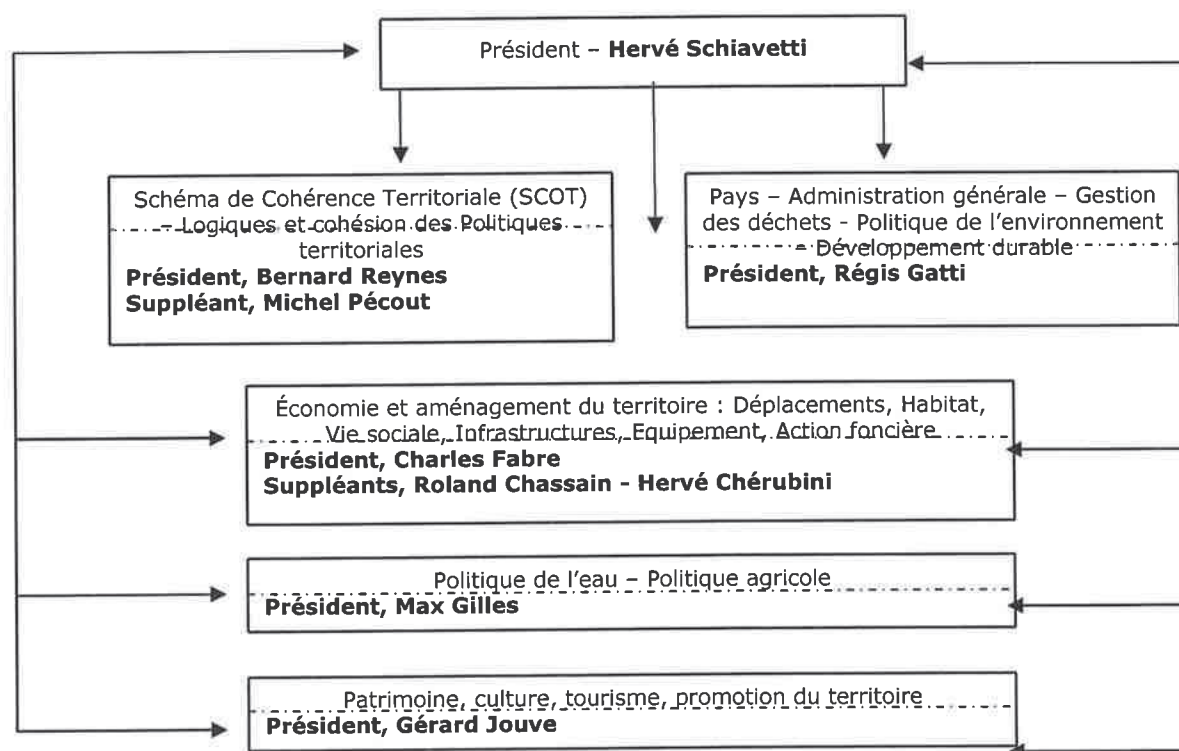 Président – Hervé Schiavetti
Schéma de Cohérence Territoriale (SCOT)
– Logiques et cohésion des Politiques
territoriales
Président, Bernard Reynes
Suppléant, Michel Pécout
Pays – Administration générale – Gestion
des déchets - Politique de l'environnement
– Développement durable
Président, Régis Gatti
Économie et aménagement du territoire : Déplacements, Habitat,
Vie sociale, Infrastructures, Equipement, Action foncière
Président, Charles Fabre
Suppléants, Roland Chassain - Hervé Chérubini
Politique de l'eau – Politique agricole
Président, Max Gilles
Patrimoine, culture, tourisme, promotion du territoire
Président, Gérard Jouve